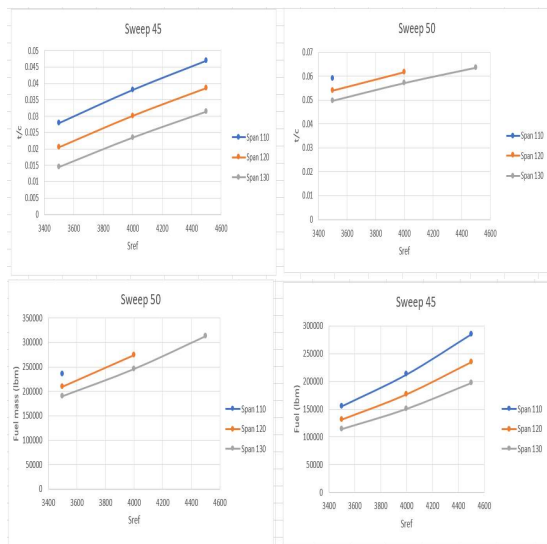 Sweep 45
0.05
0.045
0.04
0.035
0.03
0.025
0.02
0.015
0.01
0.005
0
t/c
3400 3600 3800 4000 4200 4400 4600
Sref
Span 110
Span 120
Span 130
Sweep 50
0.07
0.06
0.05
0.04
0.03
0.02
0.01
0
t/c
3400 3600 3800 4000 4200 4400 4600
Sref
Span 110
Span 120
Span 130
Sweep 50
350000
300000
250000
200000
150000
100000
50000
0
Fuel mass (lbm)
3400 3600 3800 4000 4200 4400 4600
Sref
Span 110
Span 120
Span 130
Sweep 45
300000
250000
200000
150000
100000
50000
0
Fuel (lbm)
3400 3600 3800 4000 4200 4400 4600
Sref
Span 110
Span 120
Span 130